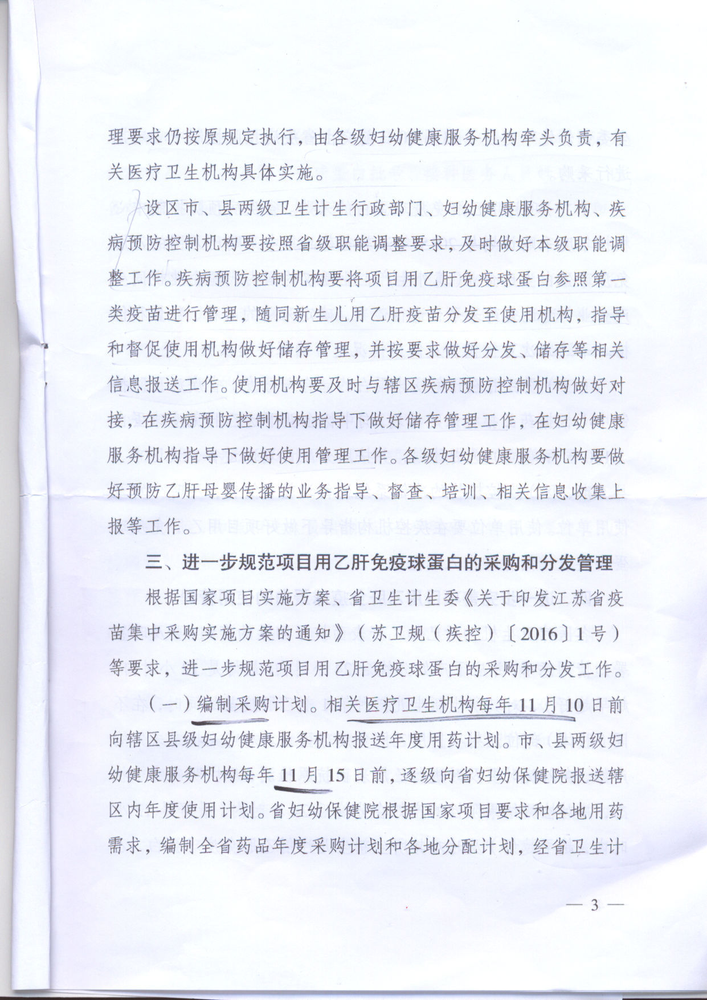 理要求仍按原规定执行，由各级妇幼健康服务机构牵头负责，有
关医疗卫生机构具体实施。
设区市、县两级卫生计生行政部门、妇幼健康服务机构、疾
病预防控制机构要按照省级职能调整要求，及时做好本级职能调
整工作。疾病预防控制机构要将项目用乙肝免疫球蛋白参照第一
类疫苗进行管理，随同新生儿用乙肝疫苗分发至使用机构，指导
和督促使用机构做好储存管理，并按要求做好分发、储存等相关
信息报送工作。使用机构要及时与辖区疾病预防控制机构做好对
接，在疾病预防控制机构指导下做好储存管理工作，在妇幼健康
服务机构指导下做好使用管理工作。各级妇幼健康服务机构要做
好预防乙肝母婴传播的业务指导、督查、培训、相关信息收集上
报等工作。
三、进一步规范项目用乙肝免疫球蛋白的采购和分发管理
根据国家项目实施方案、省卫生计生委《关于印发江苏省疫
苗集中采购实施方案的通知》（苏卫规（疾控）〔2016〕1号）
等要求，进一步规范项目用乙肝免疫球蛋白的采购和分发工作。
（一）编制采购计划。相关医疗卫生机构每年11月10日前
向辖区县级妇幼健康服务机构报送年度用药计划。市、县两级妇
幼健康服务机构每年11月15日前，逐级向省妇幼保健院报送辖
区内年度使用计划。省妇幼保健院根据国家项目要求和各地用药
需求，编制全省药品年度采购计划和各地分配计划，经省卫生计
— 3 —